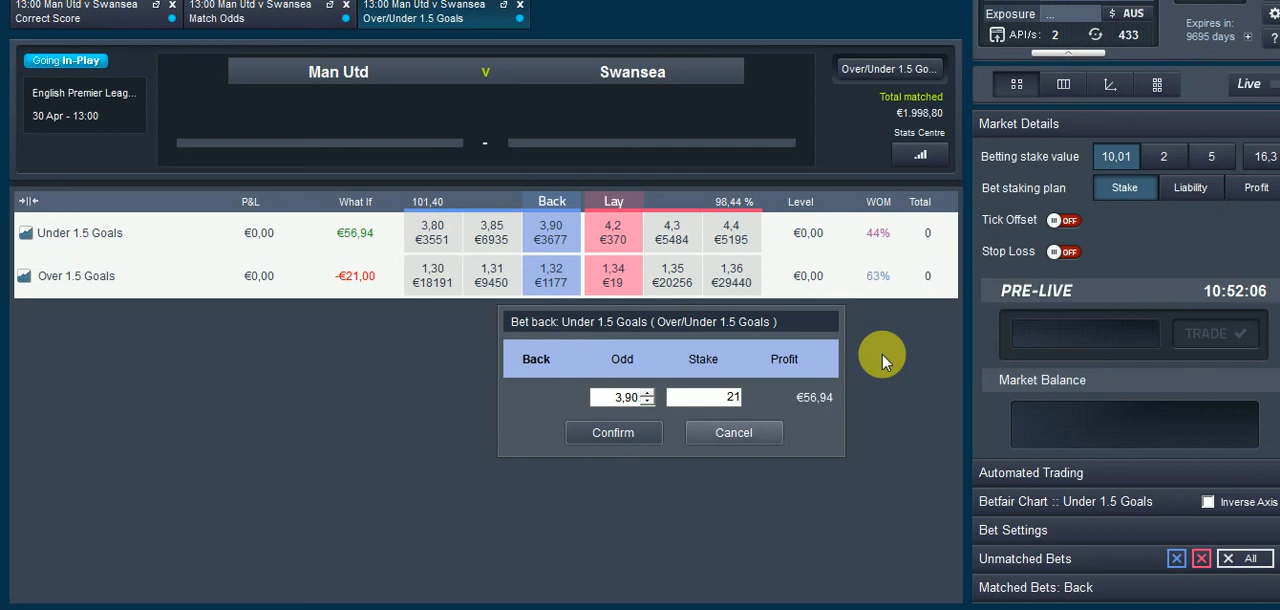 13:00 Man Utd v Swansea
Correct Score
13:00 Man Utd v Swansea
Match Odds
13:00 Man Utd v Swansea
Over/Under 1.5 Goals
Exposure ... $ AUS
API/s: 2 433
Expires in:
9695 days
Going In-Play
English Premier Leag...
30 Apr - 13:00
Man Utd V Swansea
-
Over/Under 1.5 Go...
Total matched
€1.998,80
Stats Centre
Live
Market Details
Betting stake value 10,01 2 5 16,3
Bet staking plan Stake Liability Profit
Tick Offset OFF
Stop Loss OFF
P&L What If 101,40 Back Lay 98,44 % Level WOM Total
Under 1.5 Goals €0,00 €56,94 3,80 3,85 3,90 4,2 4,3 4,4 €0,00 44% 0
€3551 €6935 €3677 €370 €5484 €5195
Over 1.5 Goals €0,00 -€21,00 1,30 1,31 1,32 1,34 1,35 1,36 €0,00 63% 0
€18191 €9450 €1177 €19 €20256 €29440
Bet back: Under 1.5 Goals ( Over/Under 1.5 Goals )
Back Odd Stake Profit
3,90 21 €56,94
Confirm Cancel
PRE-LIVE 10:52:06
TRADE
Market Balance
Automated Trading
Betfair Chart :: Under 1.5 Goals Inverse Axis
Bet Settings
Unmatched Bets All
Matched Bets: Back